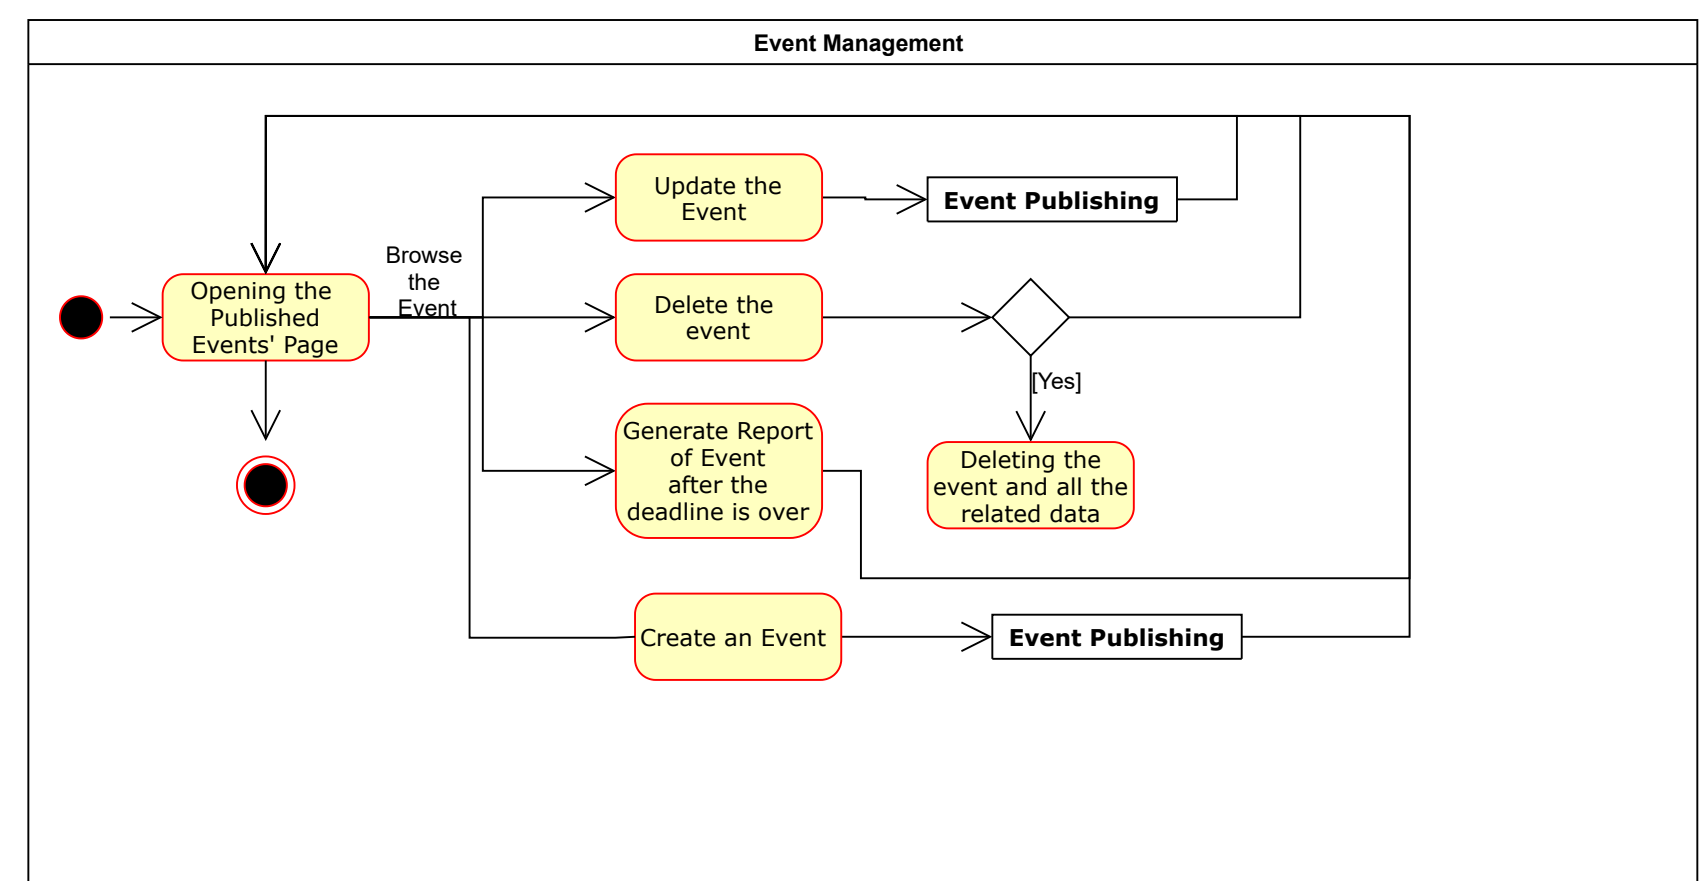 Event Management
Update the
Event
Event Publishing
Browse
the
Event
Opening the
Published
Events' Page
Delete the
event
[Yes]
Generate Report
of Event
after the
deadline is over
Deleting the
event and all the
related data
Create an Event
Event Publishing